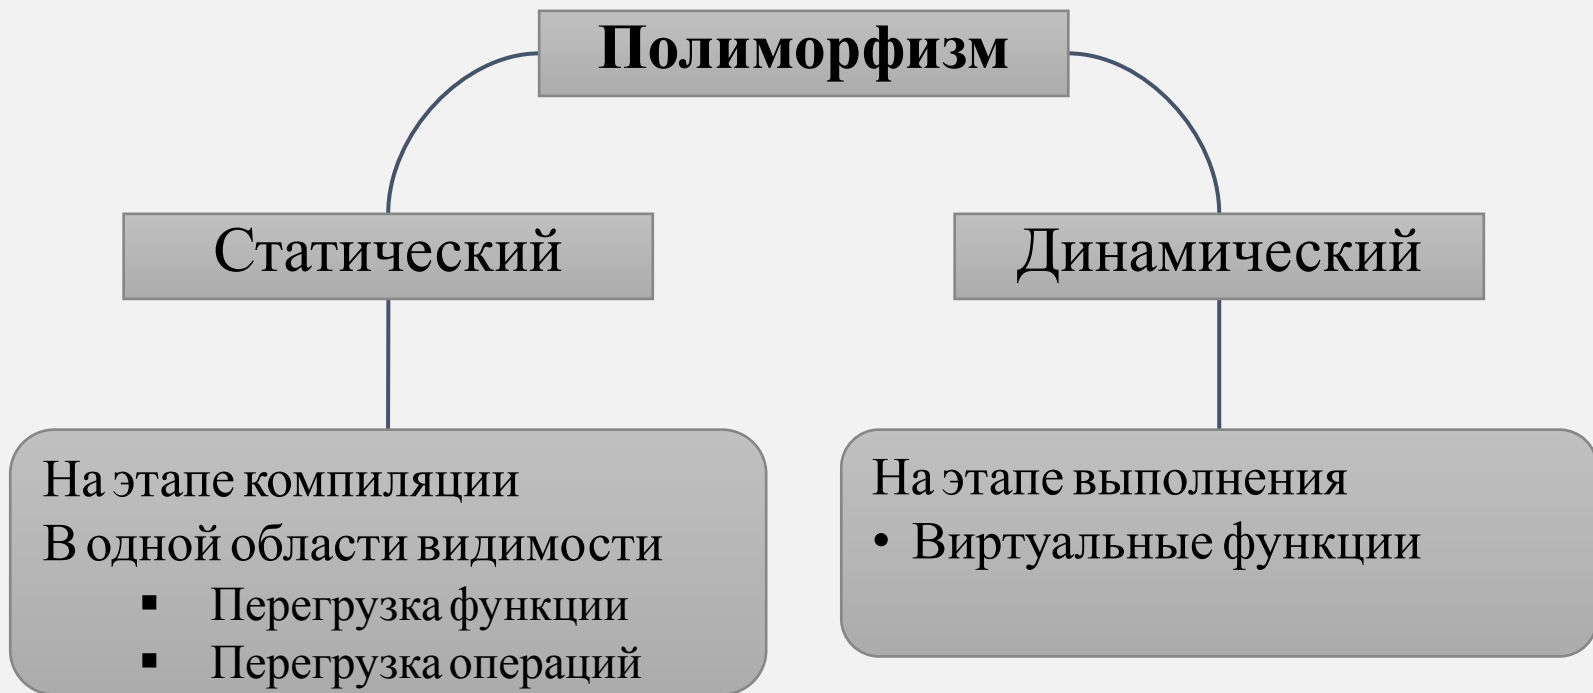 Полиморфизм
Статический
Динамический
На этапе компиляции
В одной области видимости
▪ Перегрузка функции
▪ Перегрузка операций
На этапе выполнения
• Виртуальные функции